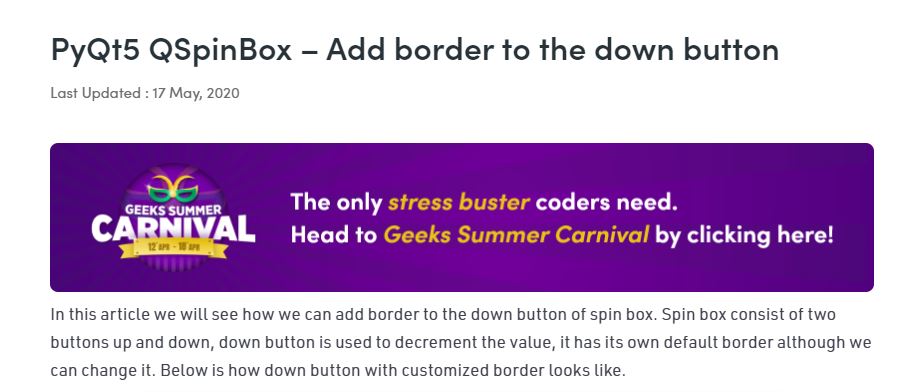 PyQt5 QSpinBox – Add border to the down button
Last Updated : 17 May, 2020
GEEKS SUMMER
CARNIVAL
12 APR - 18 APR
The only stress buster coders need.
Head to Geeks Summer Carnival by clicking here!
In this article we will see how we can add border to the down button of spin box. Spin box consist of two
buttons up and down, down button is used to decrement the value, it has its own default border although we
can change it. Below is how down button with customized border looks like.